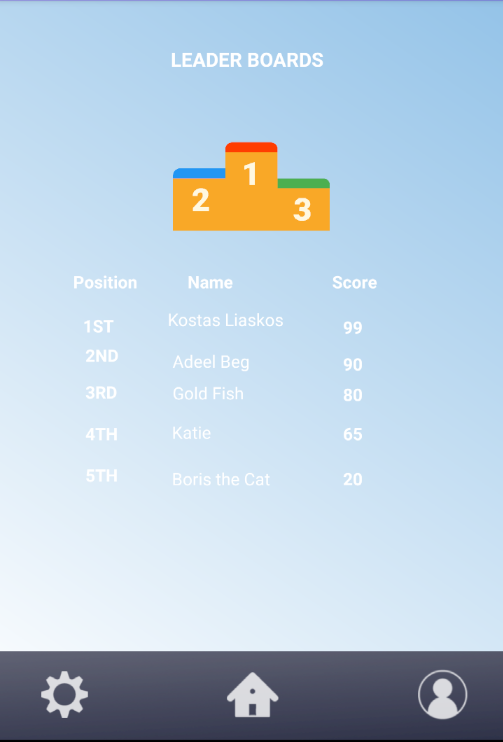 LEADER BOARDS
1
2
3
Position Name Score
1ST Kostas Liaskos 99
2ND Adeel Beg 90
3RD Gold Fish 80
4TH Katie 65
5TH Boris the Cat 20